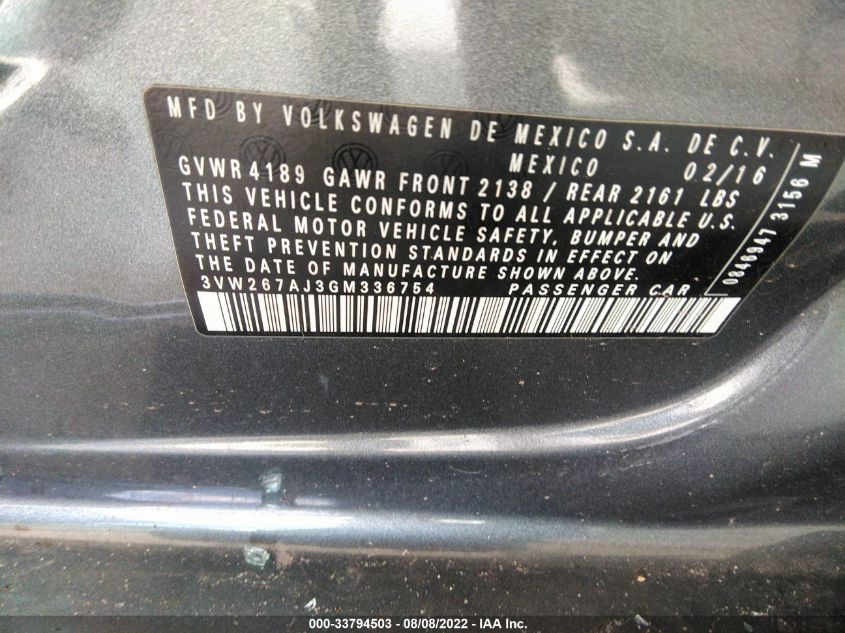 MFD BY VOLKSWAGEN DE MEXICO S.A. DE C.V.
MEXICO 02/16
GVWR 4189 GAWR FRONT 2138 / REAR 2161 LBS
THIS VEHICLE CONFORMS TO ALL APPLICABLE U.S.
FEDERAL MOTOR VEHICLE SAFETY, BUMPER AND
THEFT PREVENTION STANDARDS IN EFFECT ON
THE DATE OF MANUFACTURE SHOWN ABOVE.
3VW267AJ3GM336754 PASSENGER CAR
0846947 3156 M
000-33794503 - 08/08/2022 - IAA Inc.